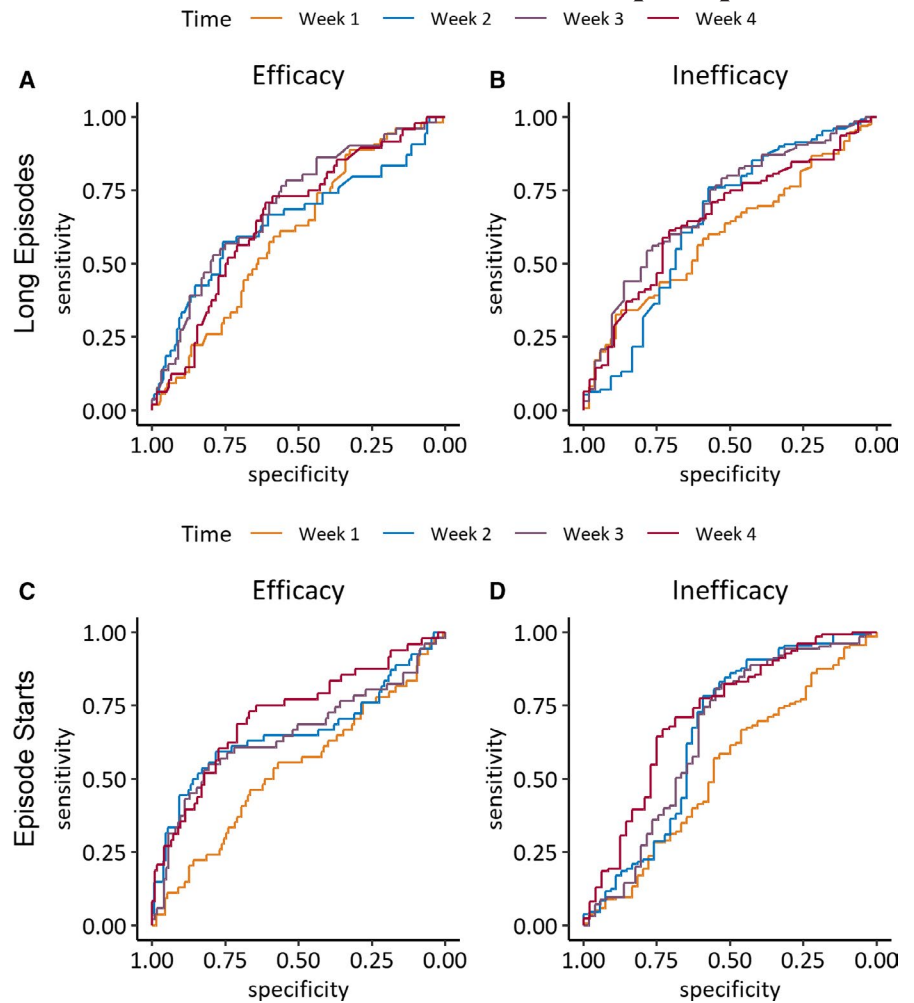 Time Week 1 Week 2 Week 3 Week 4
A Efficacy B Inefficacy
Long Episodes
sensitivity
1.00
0.75
0.50
0.25
0.00
1.00 0.75 0.50 0.25 0.00
specificity
sensitivity
1.00
0.75
0.50
0.25
0.00
1.00 0.75 0.50 0.25 0.00
specificity
Time Week 1 Week 2 Week 3 Week 4
C Efficacy D Inefficacy
Episode Starts
sensitivity
1.00
0.75
0.50
0.25
0.00
1.00 0.75 0.50 0.25 0.00
specificity
sensitivity
1.00
0.75
0.50
0.25
0.00
1.00 0.75 0.50 0.25 0.00
specificity